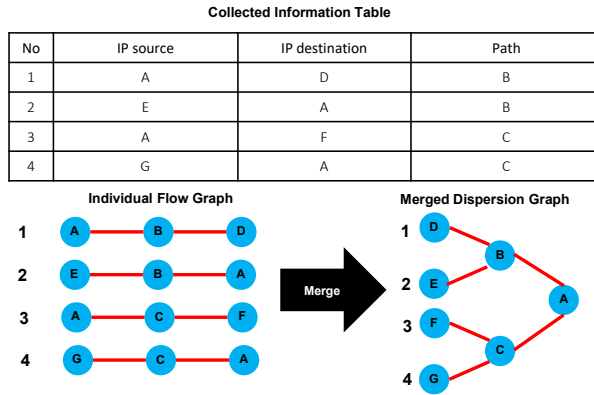 Collected Information Table
No IP source IP destination Path
1 A D B
2 E A B
3 A F C
4 G A C
Individual Flow Graph
1 A B D
2 E B A
3 A C F
4 G C A
Merge
Merged Dispersion Graph
1 D
B
2 E
A
3 F
C
4 G